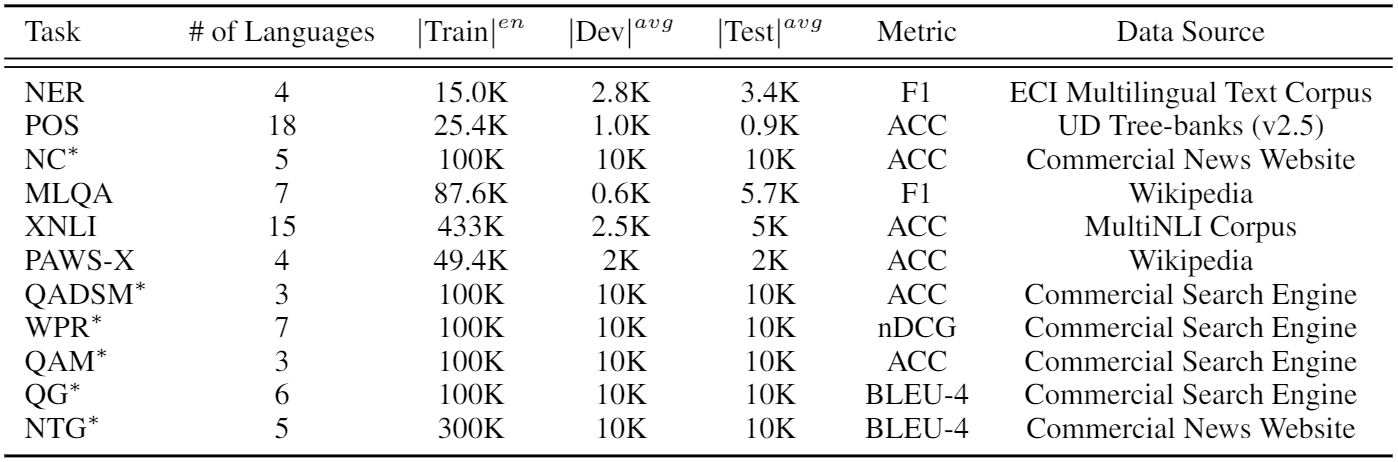 Task # of Languages |Train|^en |Dev|^avg |Test|^avg Metric Data Source
NER 4 15.0K 2.8K 3.4K F1 ECI Multilingual Text Corpus
POS 18 25.4K 1.0K 0.9K ACC UD Tree-banks (v2.5)
NC* 5 100K 10K 10K ACC Commercial News Website
MLQA 7 87.6K 0.6K 5.7K F1 Wikipedia
XNLI 15 433K 2.5K 5K ACC MultiNLI Corpus
PAWS-X 4 49.4K 2K 2K ACC Wikipedia
QADSM* 3 100K 10K 10K ACC Commercial Search Engine
WPR* 7 100K 10K 10K nDCG Commercial Search Engine
QAM* 3 100K 10K 10K ACC Commercial Search Engine
QG* 6 100K 10K 10K BLEU-4 Commercial Search Engine
NTG* 5 300K 10K 10K BLEU-4 Commercial News Website